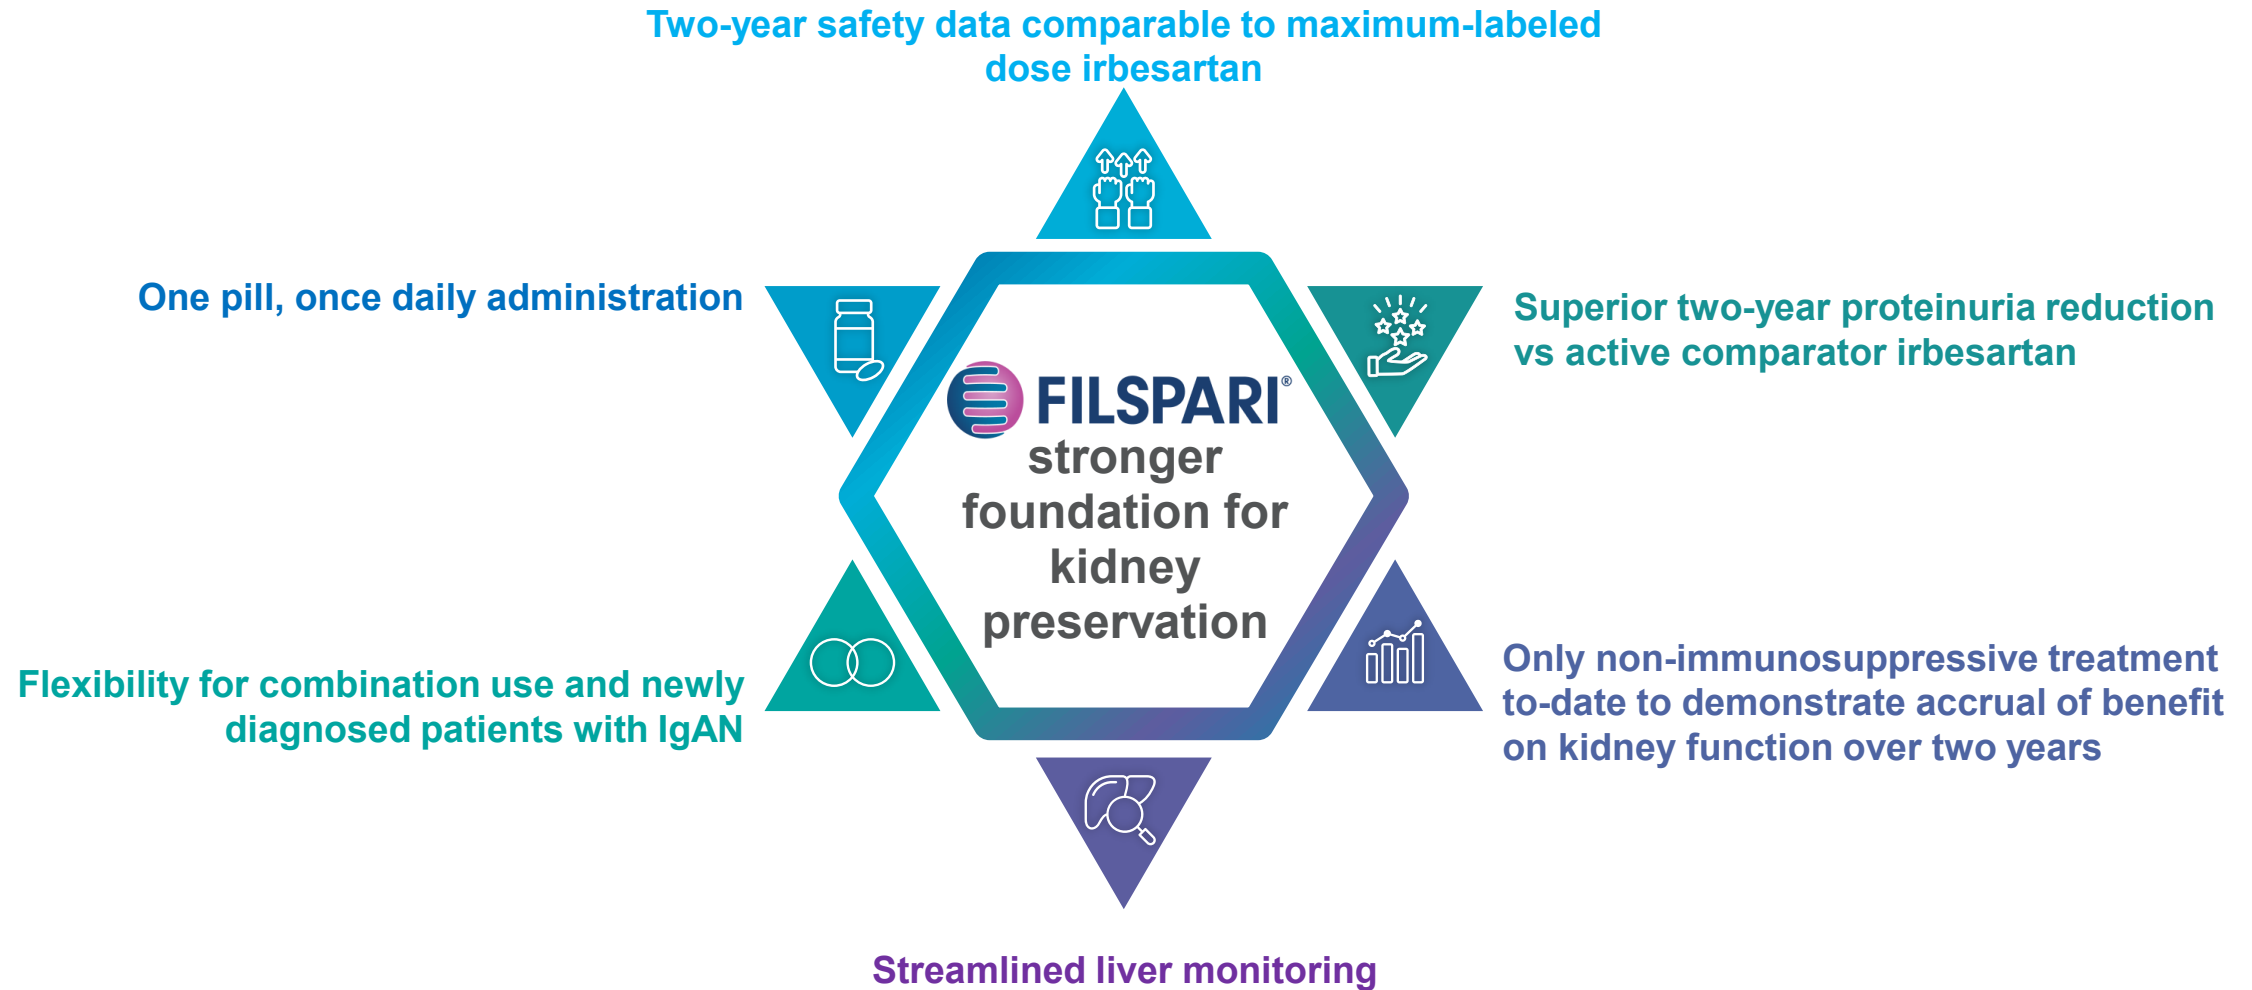 Two-year safety data comparable to maximum-labeled
dose irbesartan
One pill, once daily administration
Superior two-year proteinuria reduction
vs active comparator irbesartan
FILSPARI®
stronger
foundation for
kidney
preservation
Flexibility for combination use and newly
diagnosed patients with IgAN
Only non-immunosuppressive treatment
to-date to demonstrate accrual of benefit
on kidney function over two years
Streamlined liver monitoring